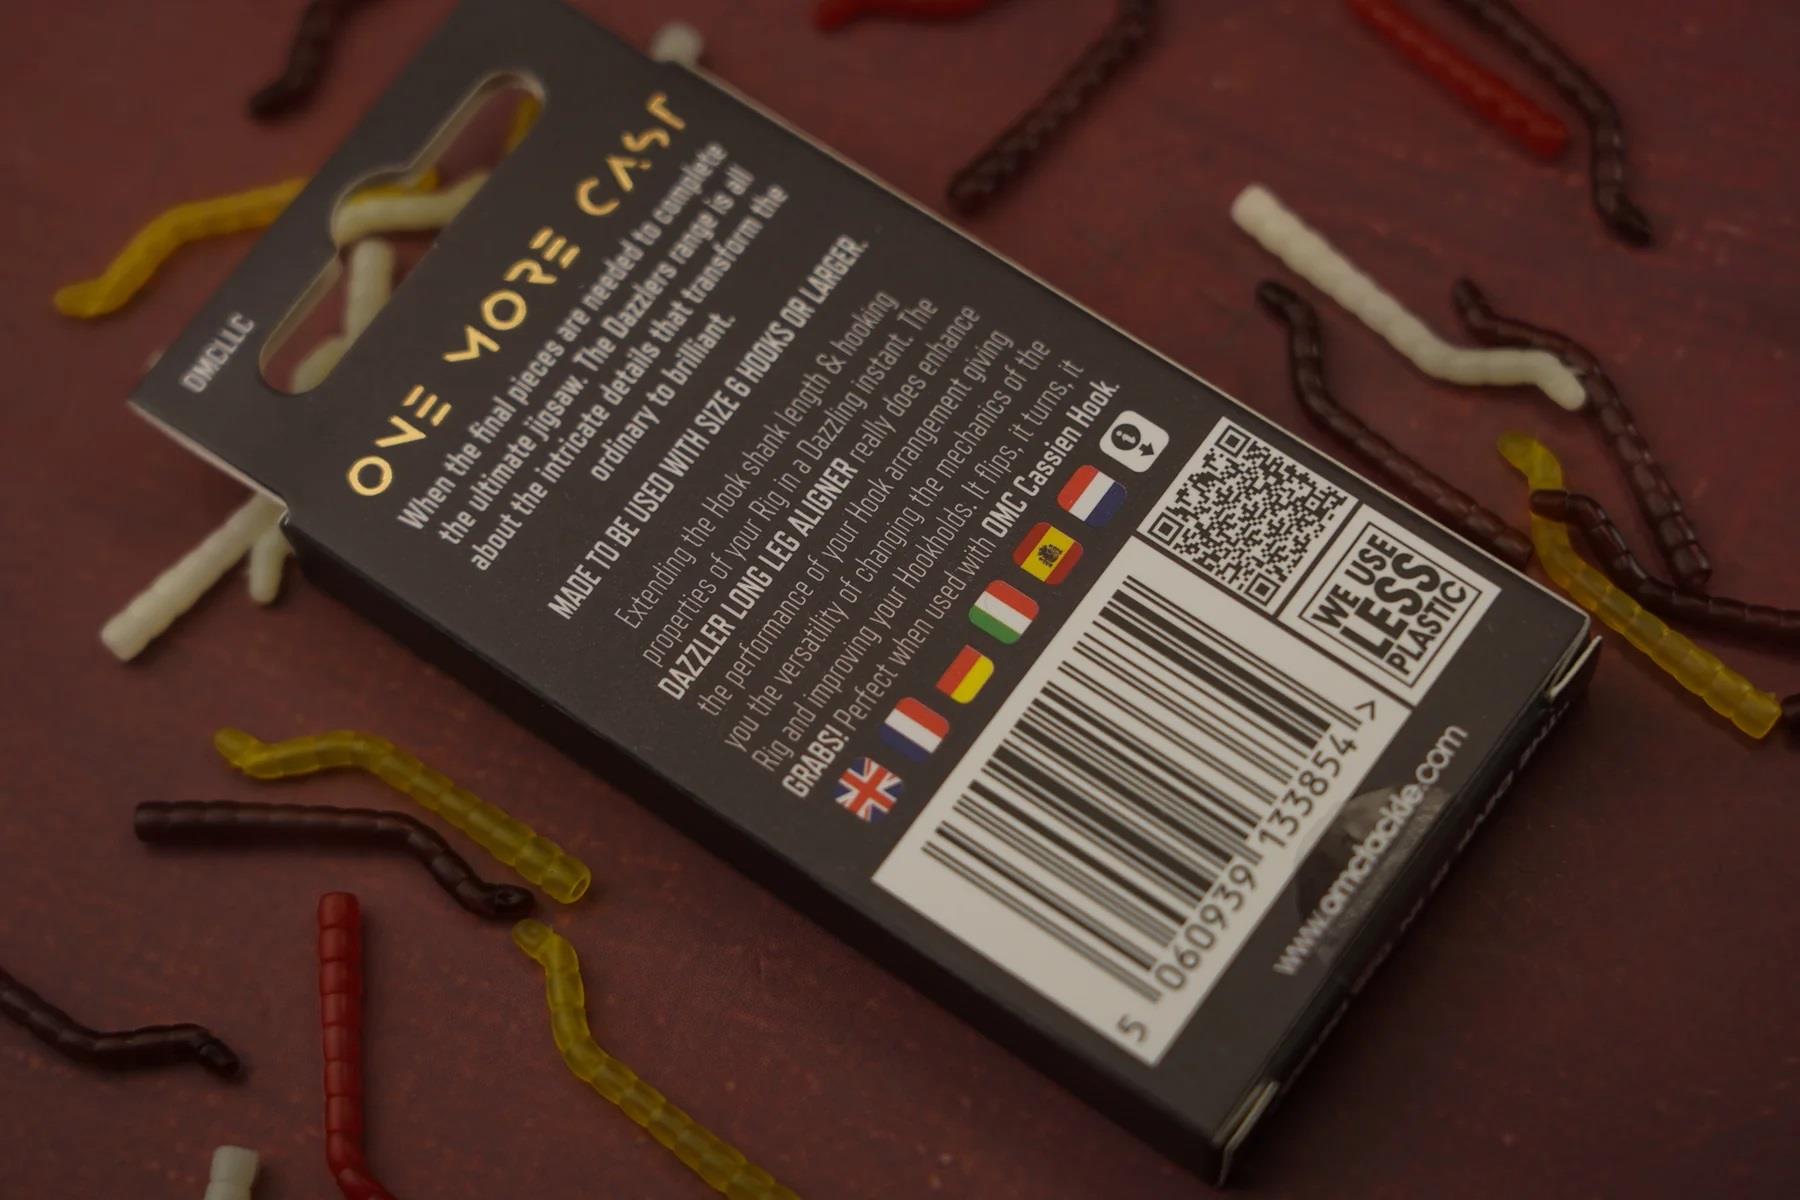 OMCLLC
ONE MORE CAST
When the final pieces are needed to complete
the ultimate jigsaw. The Dazzlers range is all
about the intricate details that transform the
ordinary to brilliant.
MADE TO BE USED WITH SIZE 6 HOOKS OR LARGER.
Extending the Hook shank length & hooking
properties of your Rig in a Dazzling instant. The
DAZZLER LONG LEG ALIGNER really does enhance
the performance of your Hook arrangement giving
you the versatility of changing the mechanics of the
Rig and improving your Hookholds. It flips, it turns, it
GRABS! Perfect when used with OMC Cassien Hook.
i
WE USE
LESS
PLASTIC
5 060939 133854 >
www.omctackle.com